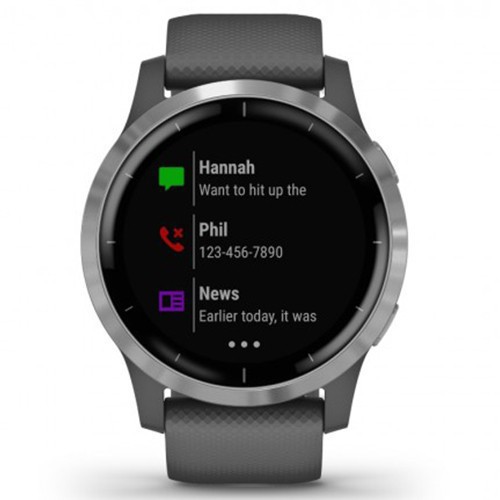 Hannah
Want to hit up the
Phil
123-456-7890
News
Earlier today, it was